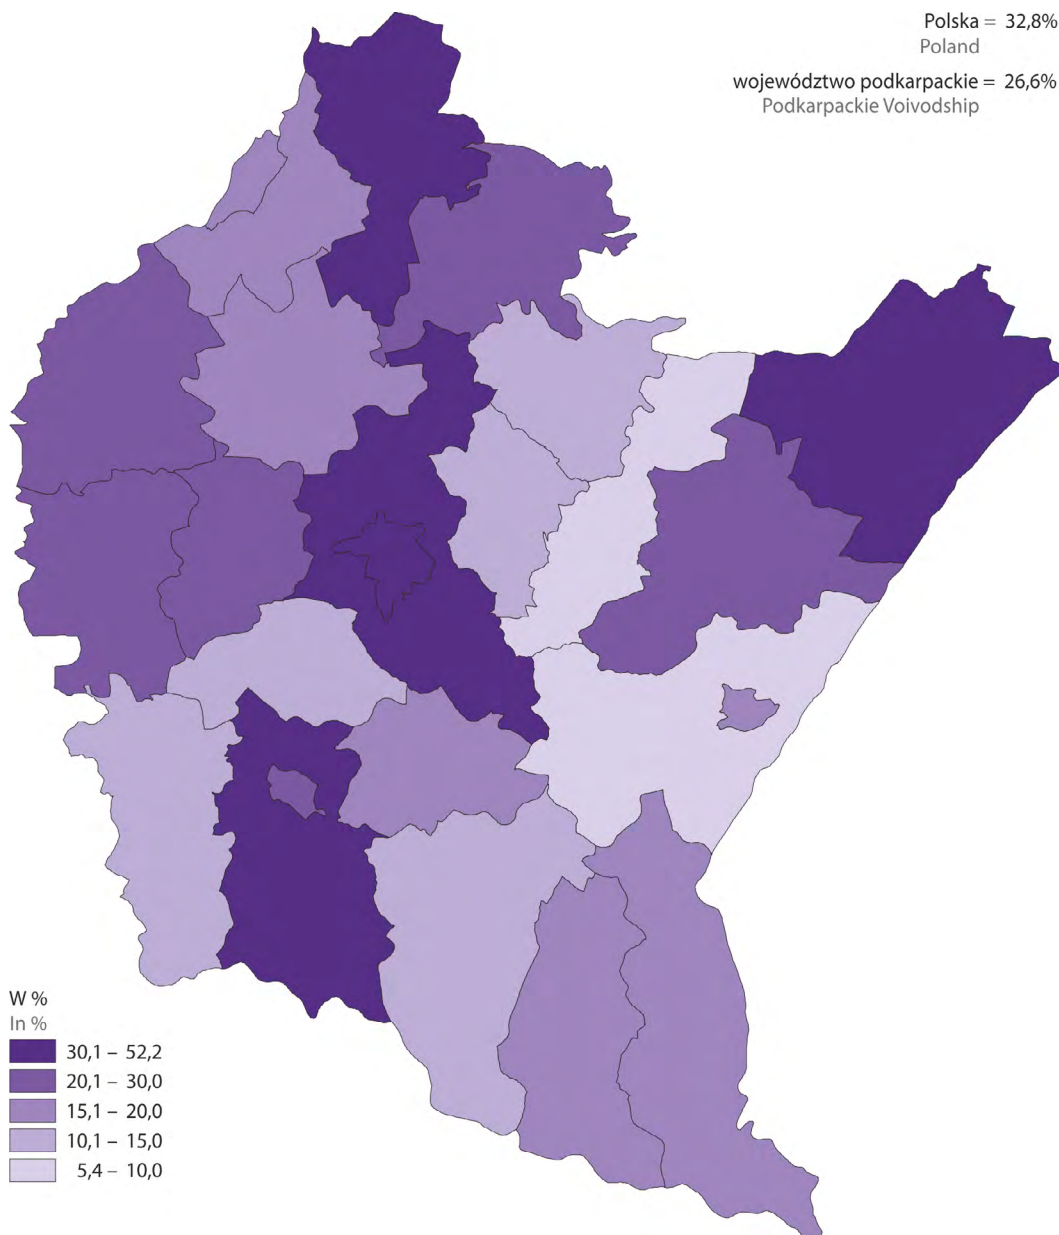 Polska = 32,8%
Poland
województwo podkarpackie = 26,6%
Podkarpackie Voivodship
W %
In %
30,1 – 52,2
20,1 – 30,0
15,1 – 20,0
10,1 – 15,0
5,4 – 10,0